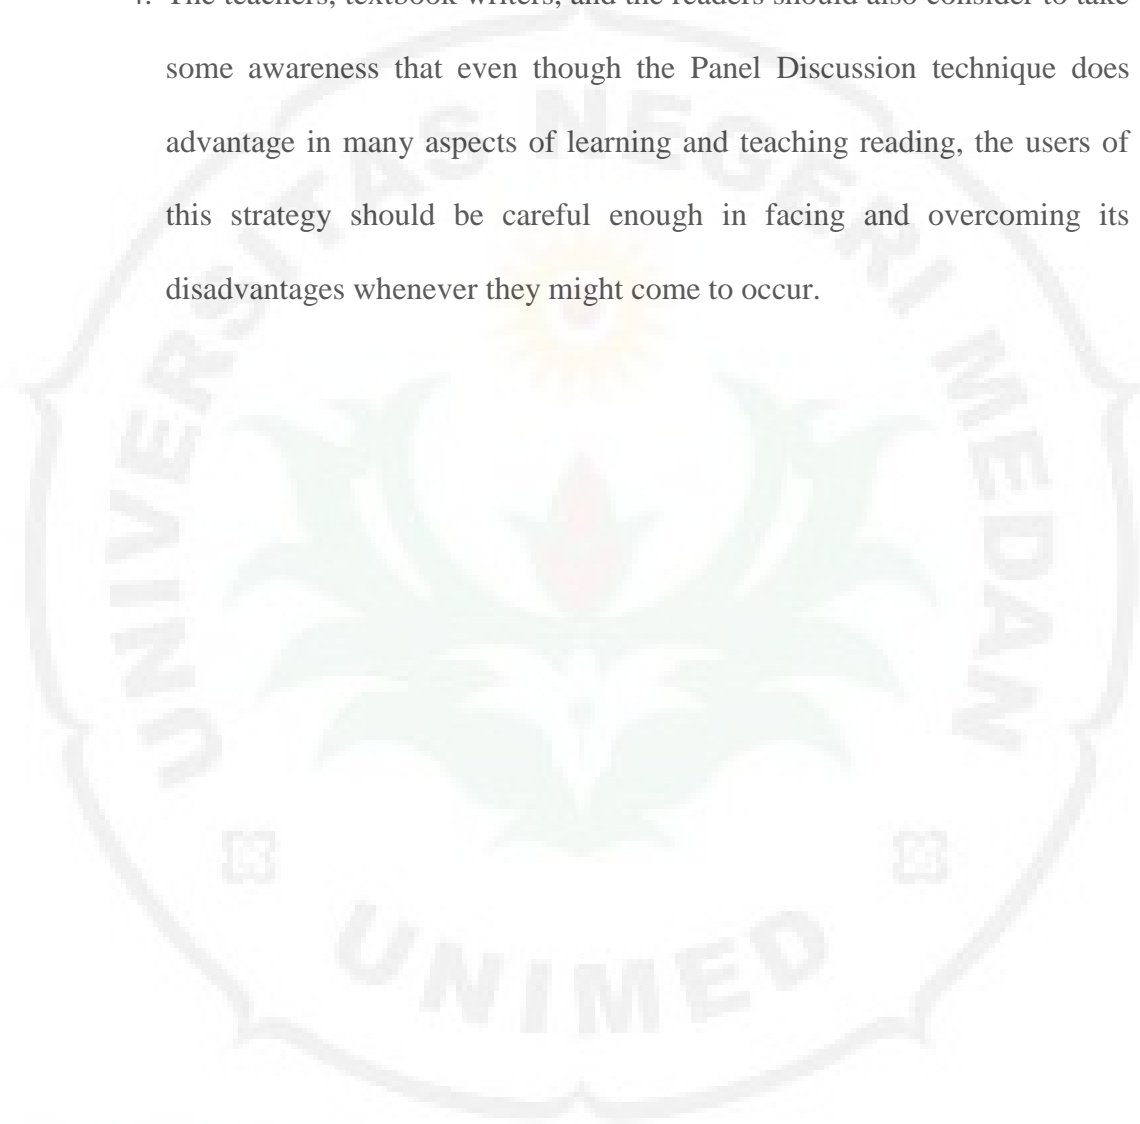 4. The teachers, textbook writers, and the readers should also consider to take
some awareness that even though the Panel Discussion technique does
advantage in many aspects of learning and teaching reading, the users of
this strategy should be careful enough in facing and overcoming its
disadvantages whenever they might come to occur.
UNIVERSITAS NEGERI MEDAN
UNIMED